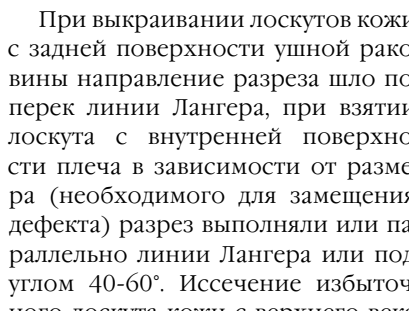 При выкраивании лоскутов кожи
с задней поверхности ушной рако
вины направление разреза шло по
перек линии Лангера, при взятии
лоскута с внутренней поверхно
сти плеча в зависимости от разме
ра (необходимого для замещения
дефекта) разрез выполняли или па
раллельно линии Лангера или под
углом 40-60°. Иссечение избыточ
ного лоскута кожи с верхнего века